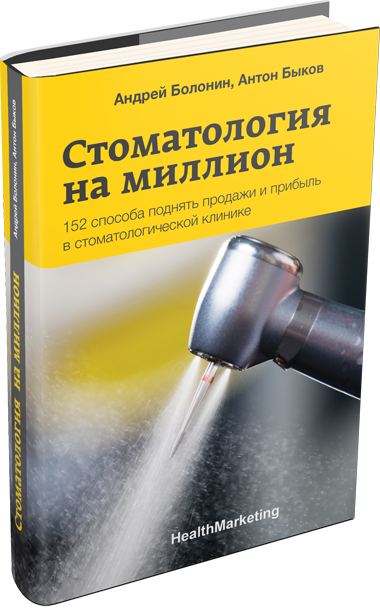 Андрей Болонин, Антон Быков
Стоматология
на миллион
152 способа поднять продажи и прибыль
в стоматологической клинике
HealthMarketing
Андрей Болонин, Антон Быков
Стоматология на миллион